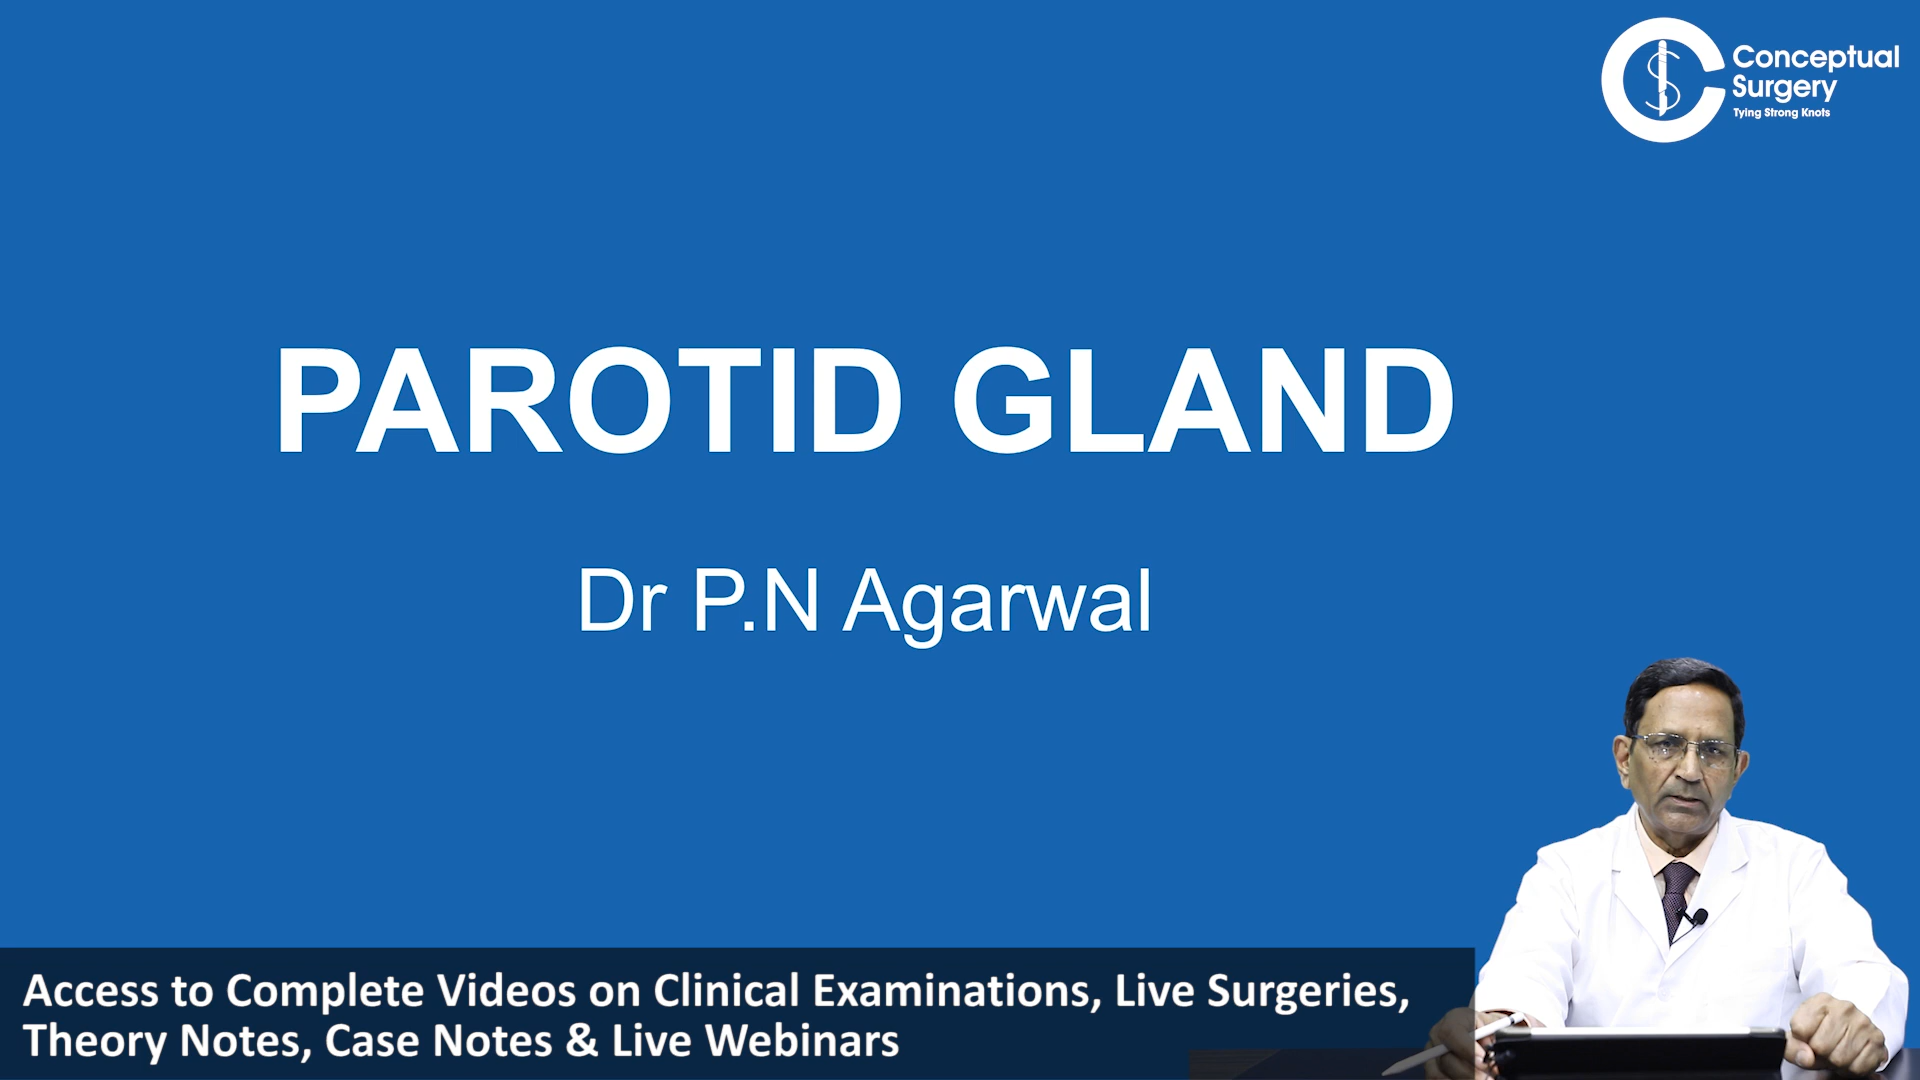 Conceptual
Surgery
Tying Strong Knots
PAROTID GLAND
Dr P.N Agarwal
Access to Complete Videos on Clinical Examinations, Live Surgeries,
Theory Notes, Case Notes & Live Webinars